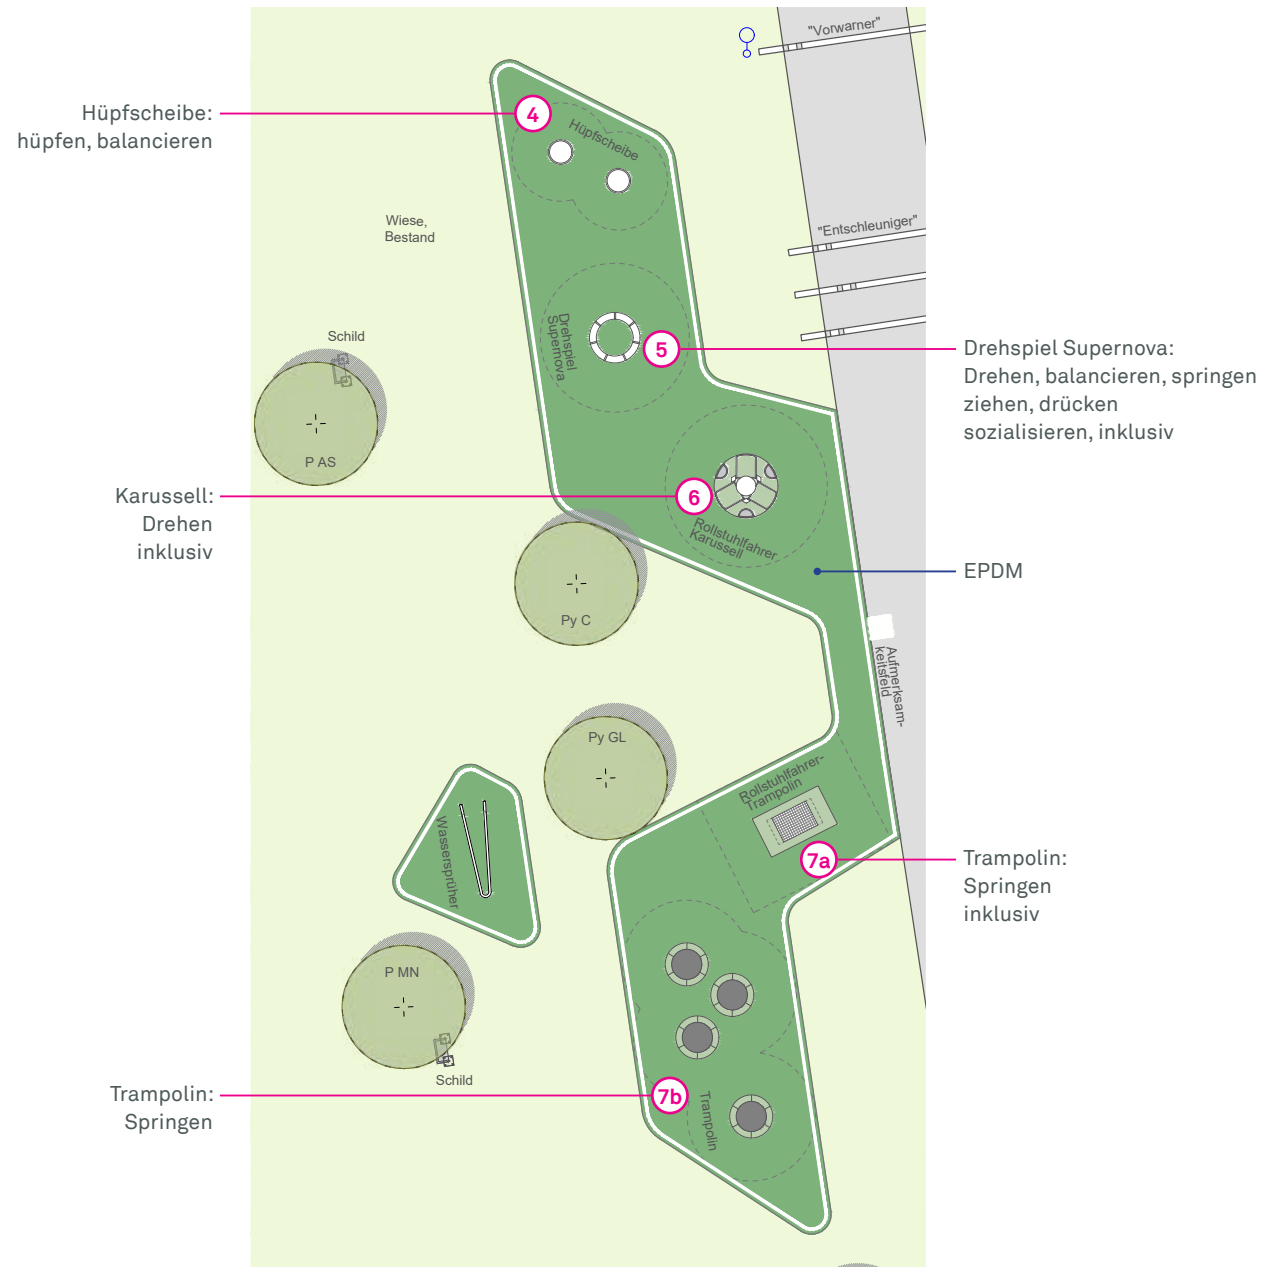 "Vorwarner"
Hüpfscheibe:
hüpfen, balancieren
4
Hüpfscheibe
Wiese,
Bestand
"Entschleuniger"
Schild
Drehspiel
Supernova
5
Drehspiel Supernova:
Drehen, balancieren, springen
ziehen, drücken
sozialisieren, inklusiv
P AS
Karussell:
Drehen
inklusiv
6
Rollstuhlfahrer
Karussell
EPDM
Py C
Aufmerksam-
keitsfeld
Py GL
Rollstuhlfahrer-
Trampolin
Wassersprüher
7a
Trampolin:
Springen
inklusiv
P MN
Schild
Trampolin:
Springen
7b
Trampolin